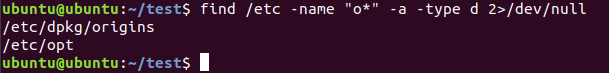 ubuntu@ubuntu:~/test$ find /etc -name "o*" -a -type d 2>/dev/null
/etc/dpkg/origins
/etc/opt
ubuntu@ubuntu:~/test$